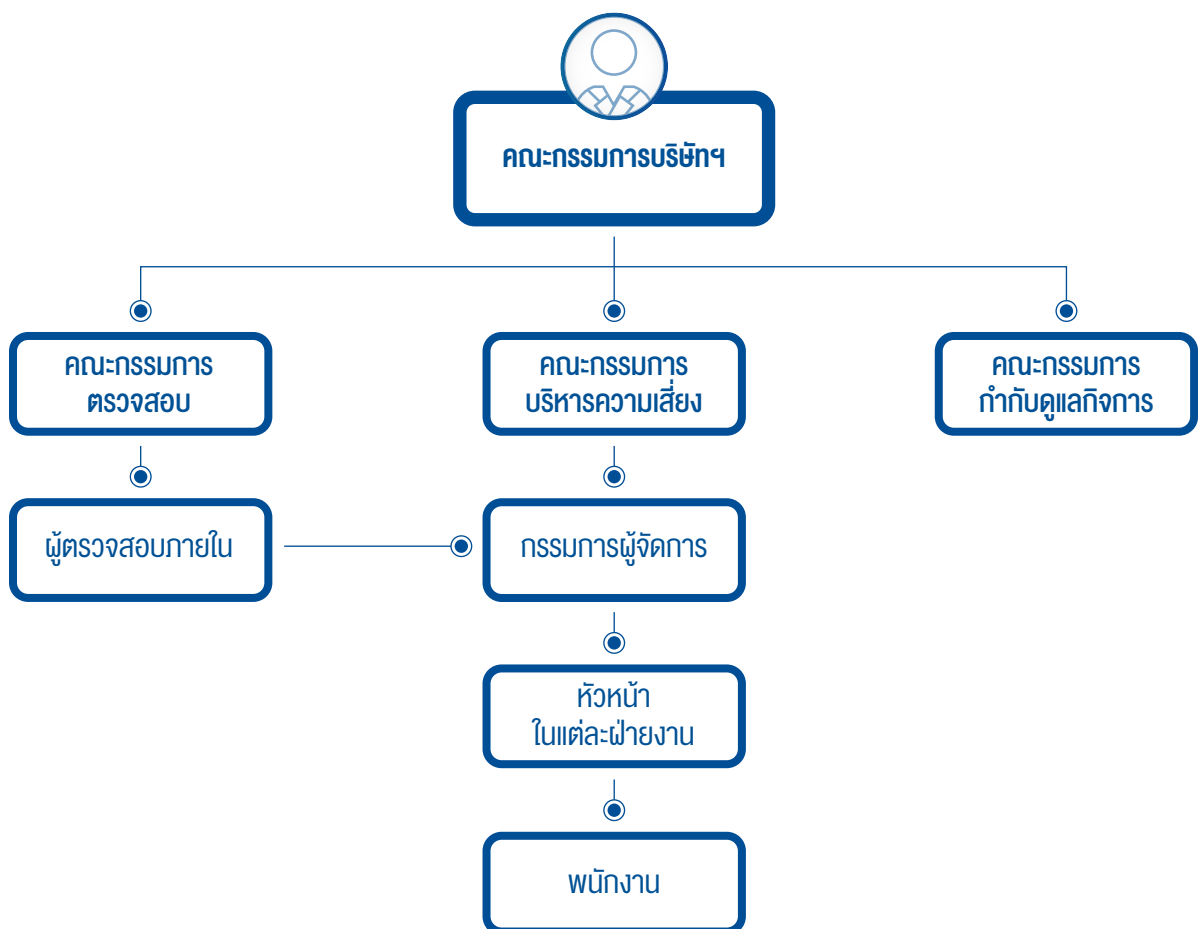 คณะกรรมการบริษัทฯ
คณะกรรมการ
ตรวจสอบ
คณะกรรมการ
บริหารความเสี่ยง
คณะกรรมการ
กำกับดูแลกิจการ
ผู้ตรวจสอบภายใน
กรรมการผู้จัดการ
หัวหน้า
ในแต่ละฝ่ายงาน
พนักงาน